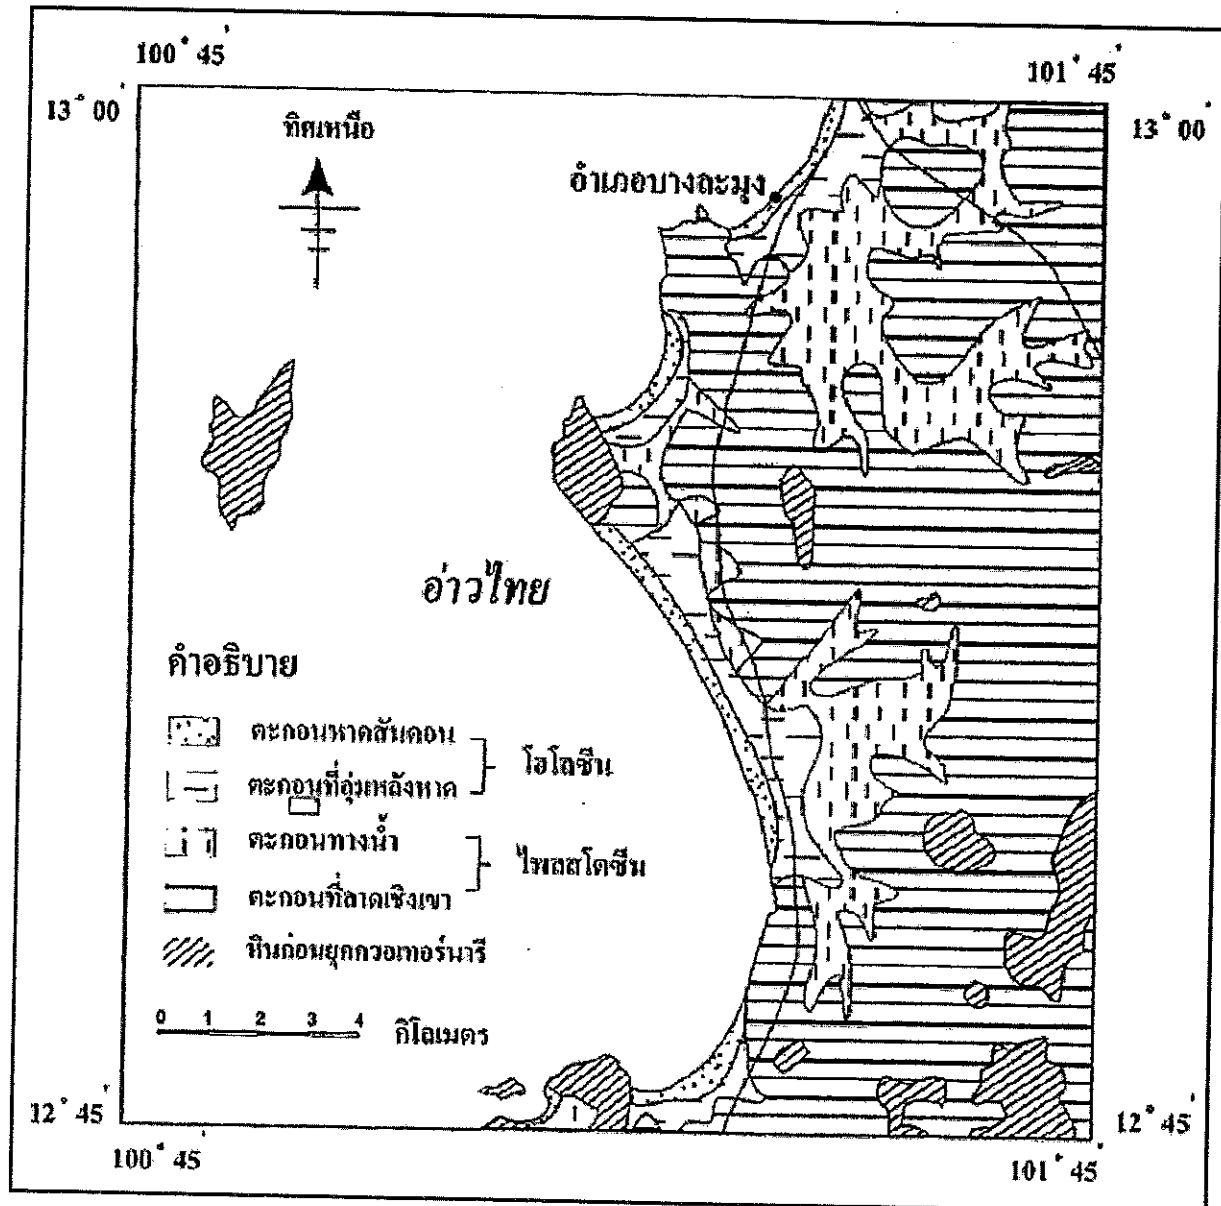 100° 45'
101° 45'
13° 00'
13° 00'
ทิศเหนือ
อำเภอบางละมุง
อ่าวไทย
คำอธิบาย
ตะกอนหาดสันดอน
ตะกอนที่ลุ่มหลังหาด
โฮโลซีน
ตะกอนทางน้ำ
ตะกอนที่ลาดเชิงเขา
ไพลสโตซีน
หินก่อนยุคควอเทอร์นารี
0 1 2 3 4 กิโลเมตร
12° 45'
12° 45'
100° 45'
101° 45'